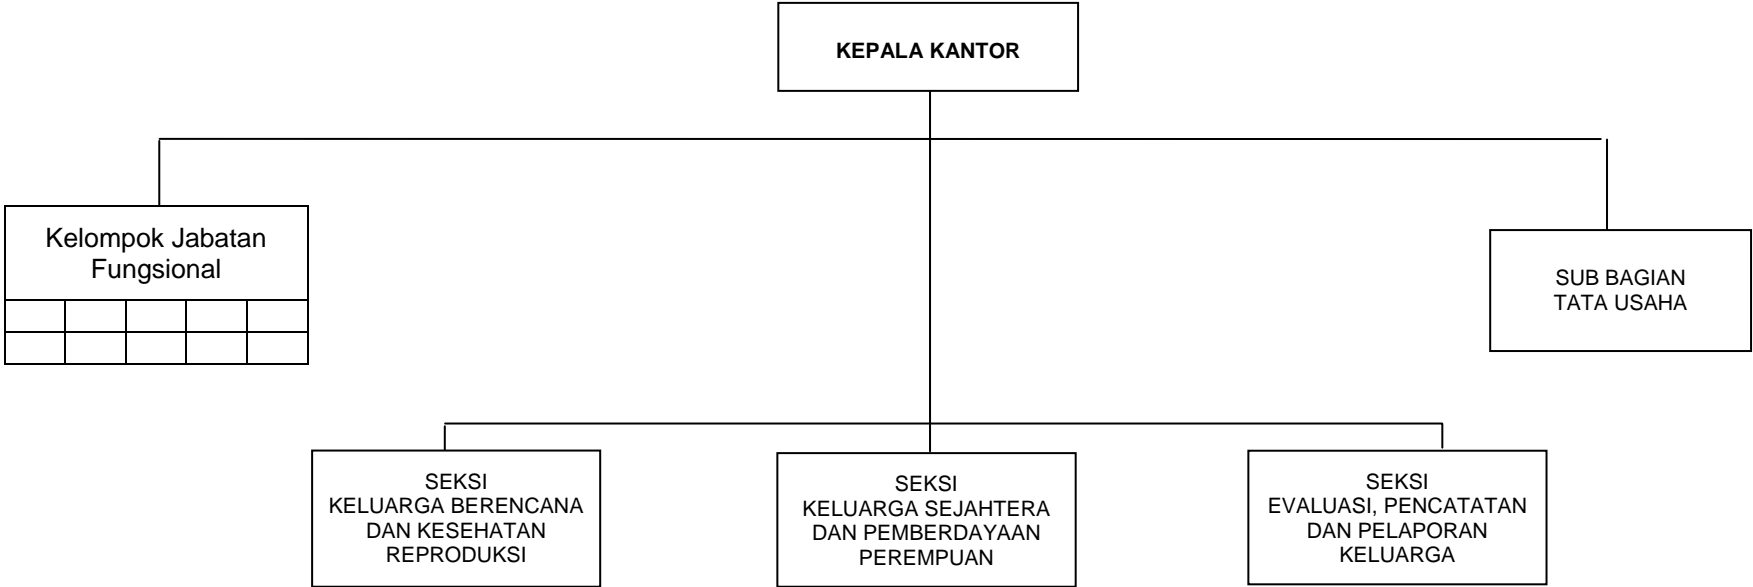 KEPALA KANTOR
Kelompok Jabatan
Fungsional
SUB BAGIAN
TATA USAHA
SEKSI
KELUARGA BERENCANA
DAN KESEHATAN
REPRODUKSI
SEKSI
KELUARGA SEJAHTERA
DAN PEMBERDAYAAN
PEREMPUAN
SEKSI
EVALUASI, PENCATATAN
DAN PELAPORAN
KELUARGA